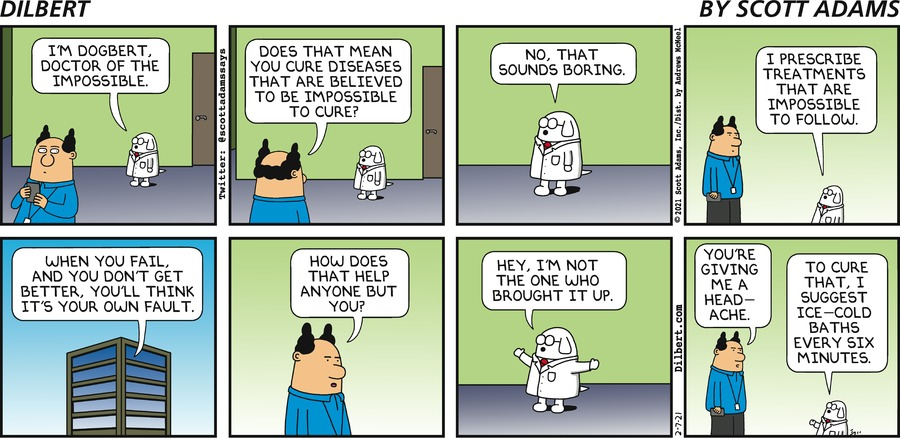 DILBERT
BY SCOTT ADAMS
I'M DOGBERT,
DOCTOR OF THE
IMPOSSIBLE.
Twitter: @scottadamssays
DOES THAT MEAN
YOU CURE DISEASES
THAT ARE BELIEVED
TO BE IMPOSSIBLE
TO CURE?
NO, THAT
SOUNDS BORING.
© 2021 Scott Adams, Inc./Dist. by Andrews McMeel
I PRESCRIBE
TREATMENTS
THAT ARE
IMPOSSIBLE
TO FOLLOW.
WHEN YOU FAIL,
AND YOU DON'T GET
BETTER, YOU'LL THINK
IT'S YOUR OWN FAULT.
HOW DOES
THAT HELP
ANYONE BUT
YOU?
HEY, I'M NOT
THE ONE WHO
BROUGHT IT UP.
2-7-21 Dilbert.com
YOU'RE
GIVING
ME A
HEAD—
ACHE.
TO CURE
THAT, I
SUGGEST
ICE—COLD
BATHS
EVERY SIX
MINUTES.